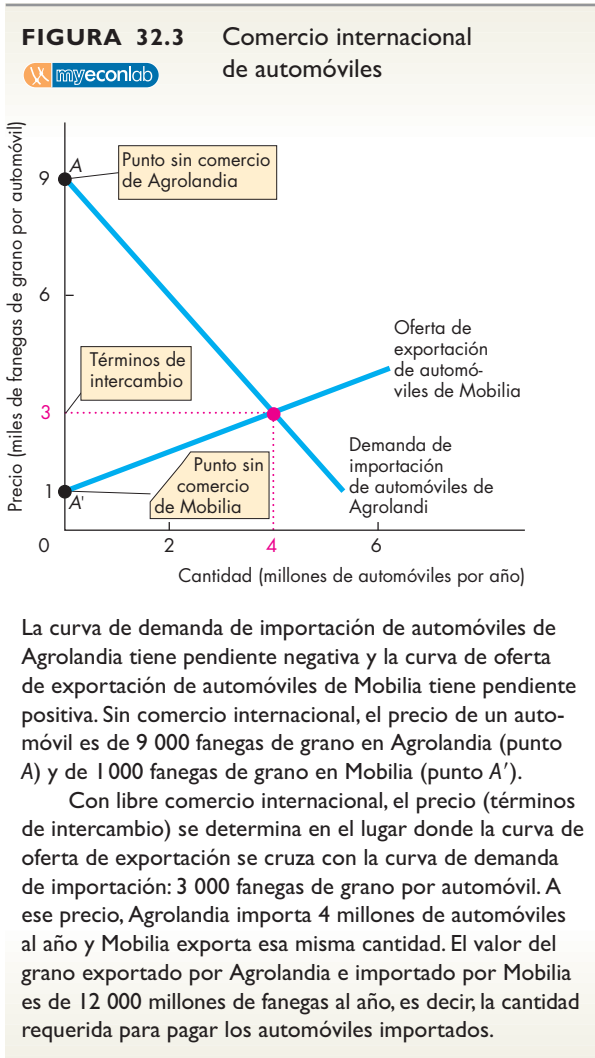 FIGURA 32.3 Comercio internacional
de automóviles
myeconlab
Precio (miles de fanegas de grano por automóvil)
9
A
Punto sin comercio
de Agrolandia
6
Oferta de
exportación
de automó-
viles de Mobilia
Términos de
intercambio
3
Demanda de
importación
de automóviles de
Agrolandi
Punto sin
comercio
de Mobilia
1
A'
0
2
4
6
Cantidad (millones de automóviles por año)
La curva de demanda de importación de automóviles de
Agrolandia tiene pendiente negativa y la curva de oferta
de exportación de automóviles de Mobilia tiene pendiente
positiva. Sin comercio internacional, el precio de un auto-
móvil es de 9 000 fanegas de grano en Agrolandia (punto
A) y de 1 000 fanegas de grano en Mobilia (punto A').
Con libre comercio internacional, el precio (términos
de intercambio) se determina en el lugar donde la curva de
oferta de exportación se cruza con la curva de demanda
de importación: 3 000 fanegas de grano por automóvil. A
ese precio, Agrolandia importa 4 millones de automóviles
al año y Mobilia exporta esa misma cantidad. El valor del
grano exportado por Agrolandia e importado por Mobilia
es de 12 000 millones de fanegas al año, es decir, la cantidad
requerida para pagar los automóviles importados.